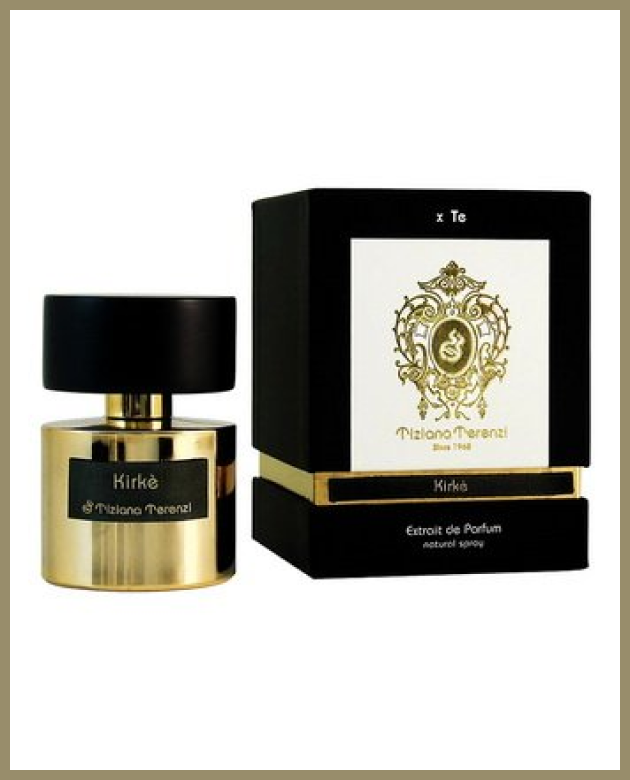 x Te
Tiziana Terenzi
Since 1968
Kirkè
Extrait de Parfum
natural spray
Kirkè
Tiziana Terenzi